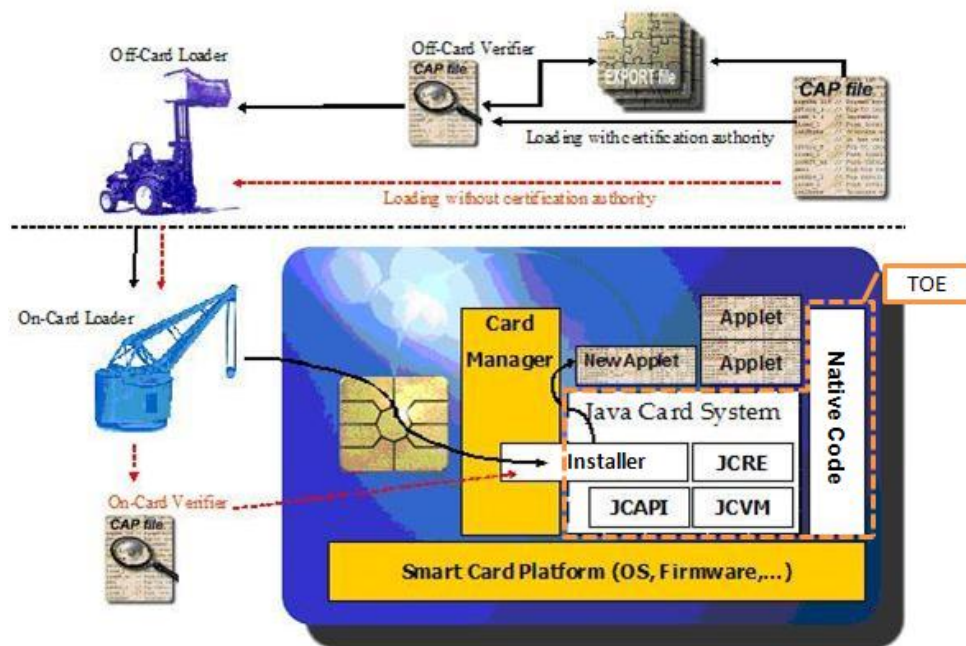 Off-Card Verifier
Off-Card Loader
CAP file
EXPORT file
CAP file
Loading with certification authority
Loading without certification authority
TOE
On-Card Loader
Card
Manager
Applet
New Applet
Applet
Native Code
Java Card System
Installer
JCRE
On-Card Verifier
JCAPI
JCVM
CAP file
Smart Card Platform (OS, Firmware,...)